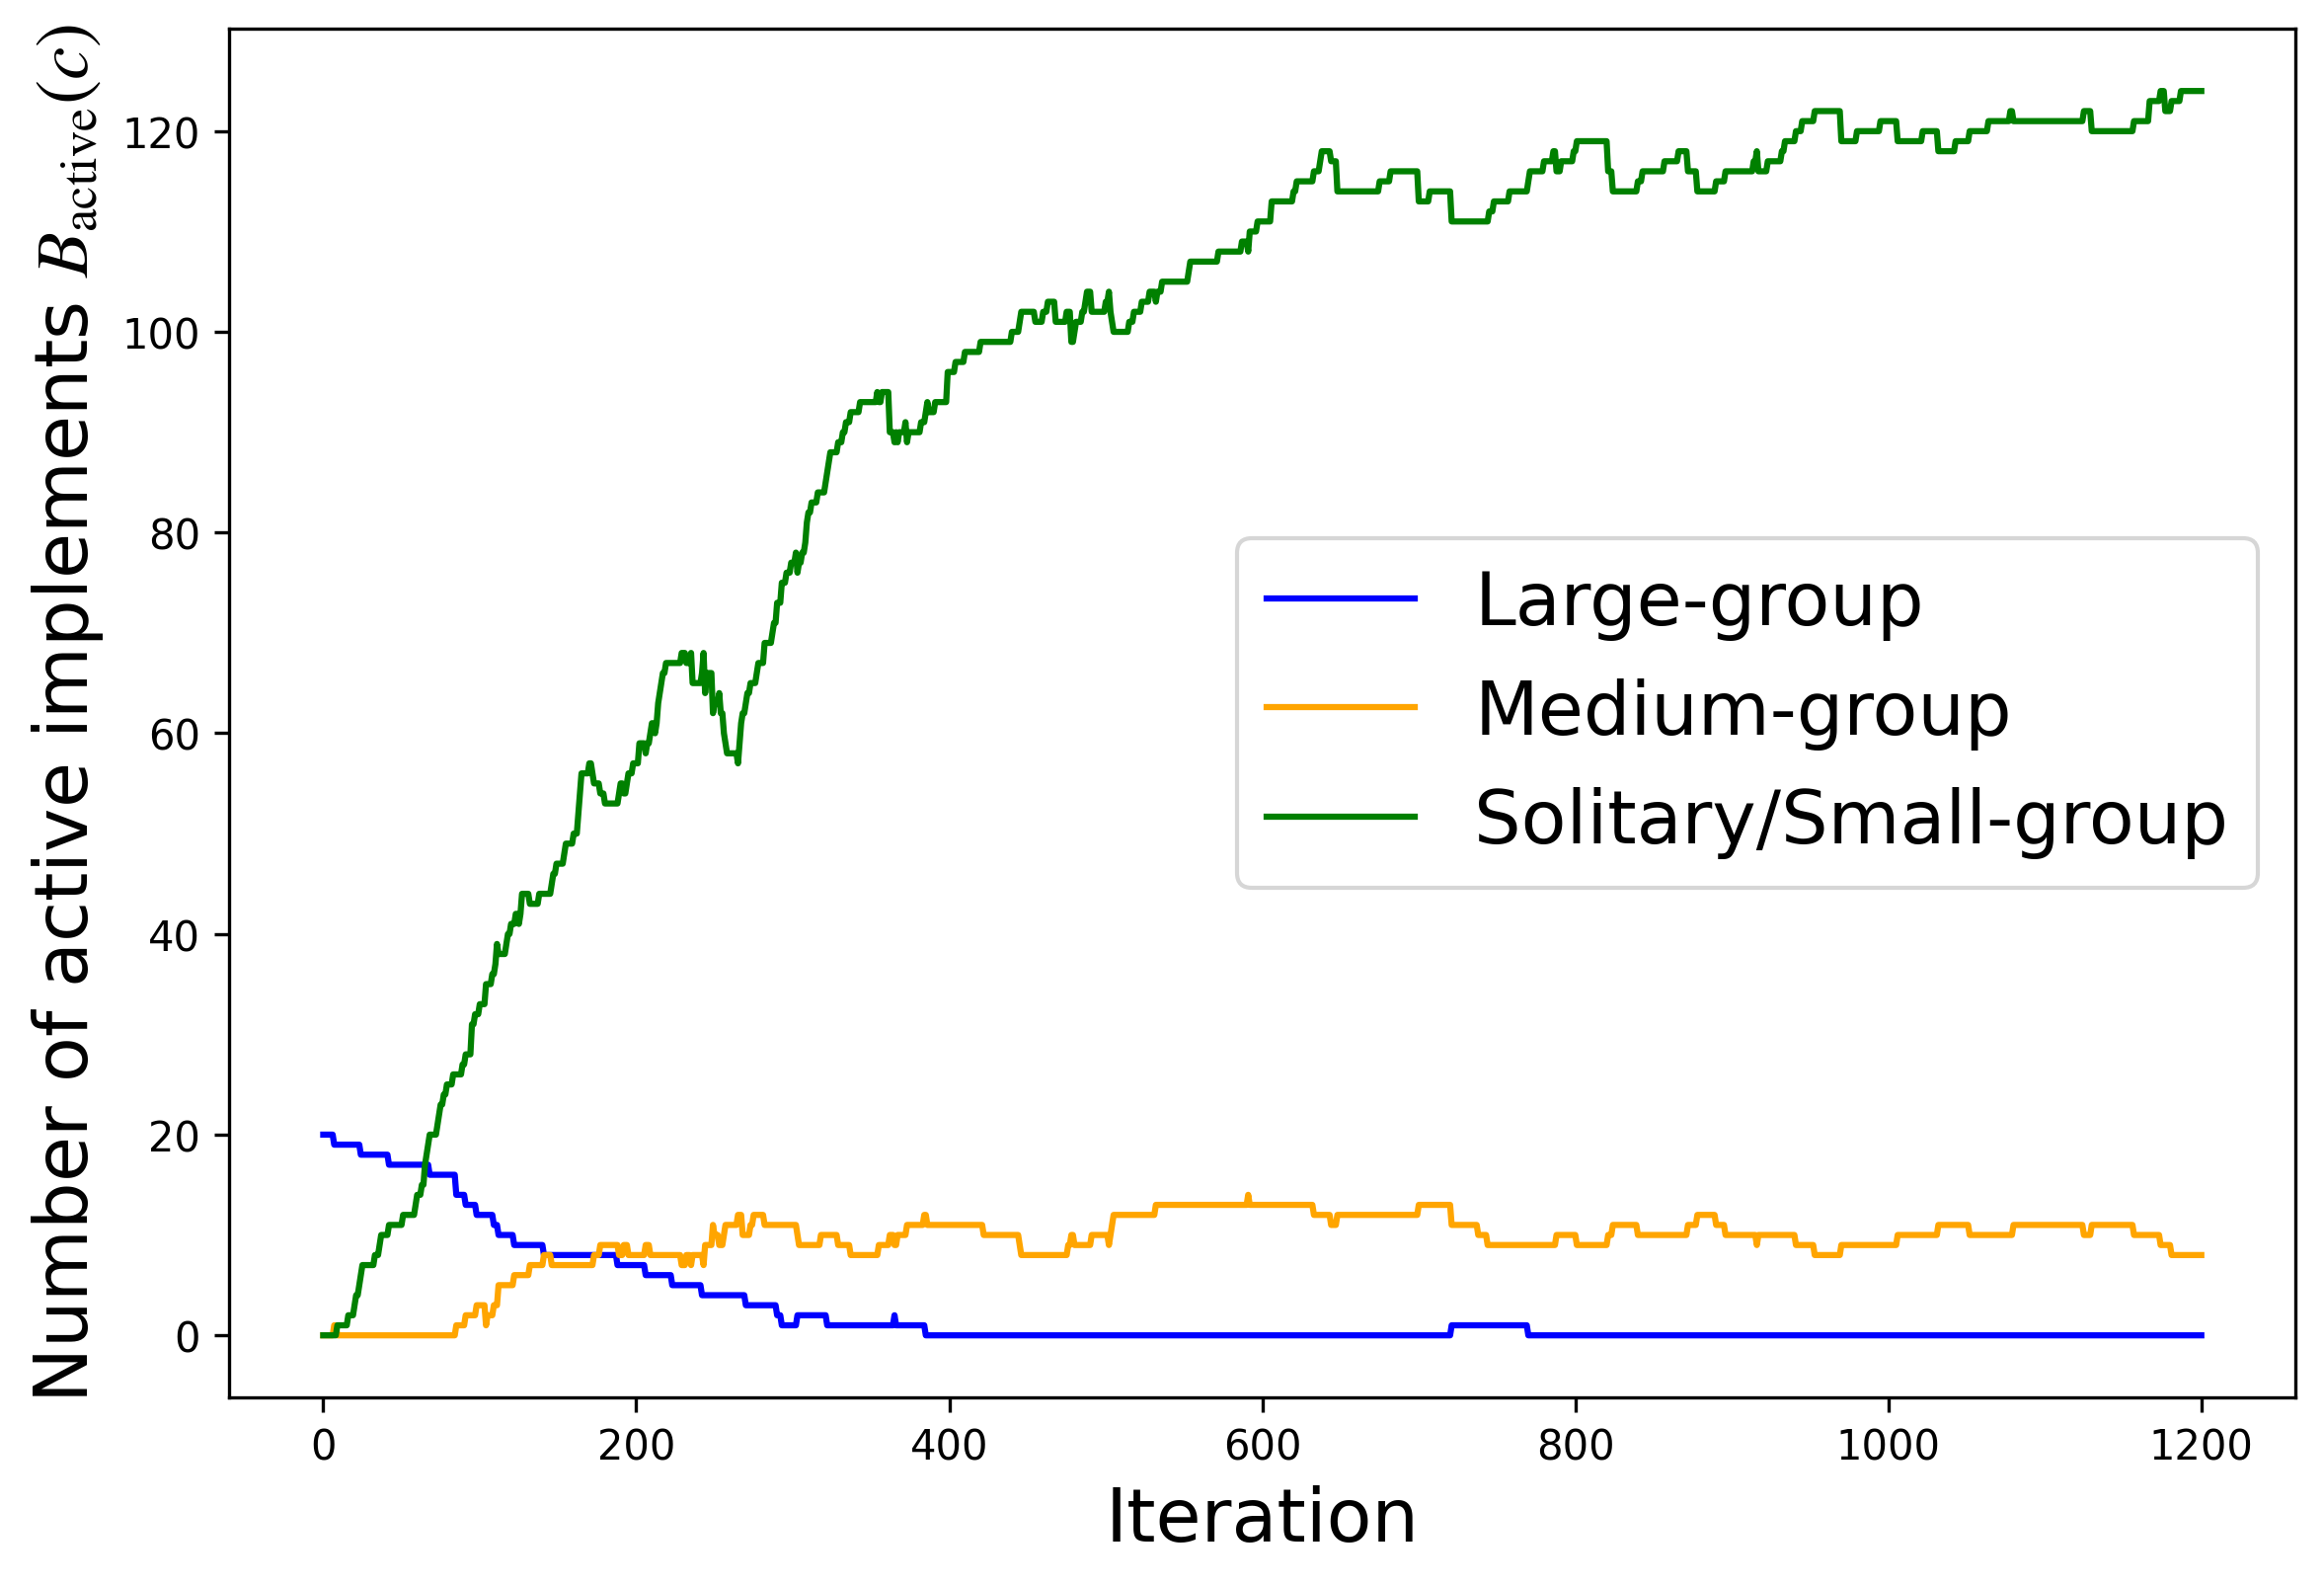 Number of active implements B_active(c)
120
100
80
60
40
20
0
Large-group
Medium-group
Solitary/Small-group
0 200 400 600 800 1000 1200
Iteration